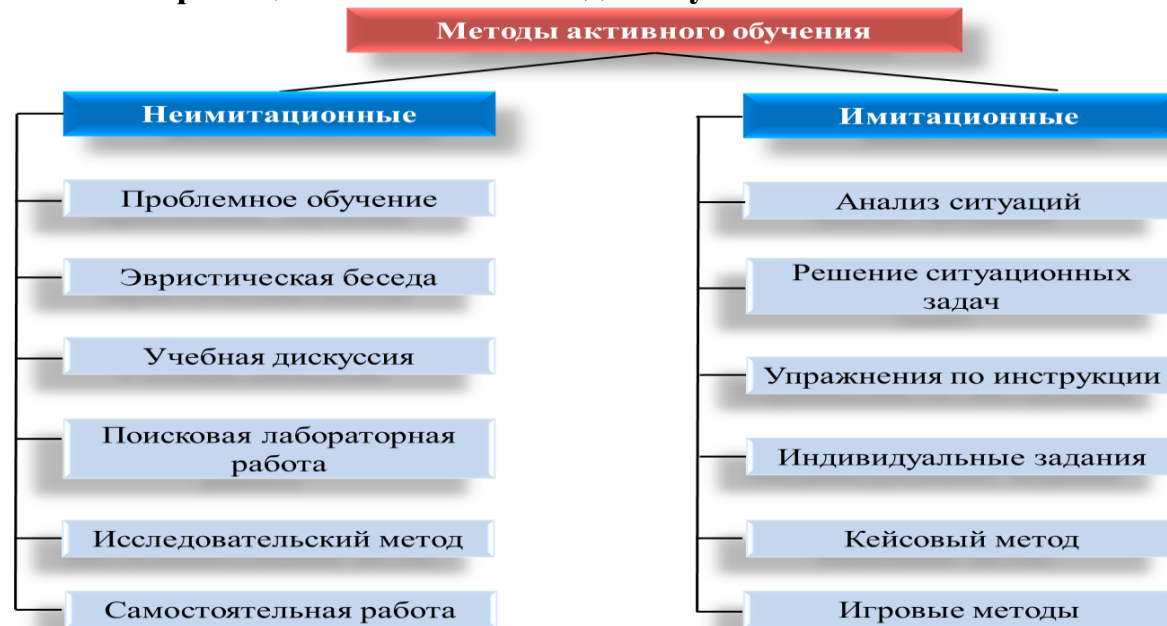 Методы активного обучения
Неимитационные
Проблемное обучение
Эвристическая беседа
Учебная дискуссия
Поисковая лабораторная
работа
Исследовательский метод
Самостоятельная работа
Имитационные
Анализ ситуаций
Решение ситуационных
задач
Упражнения по инструкции
Индивидуальные задания
Кейсовый метод
Игровые методы